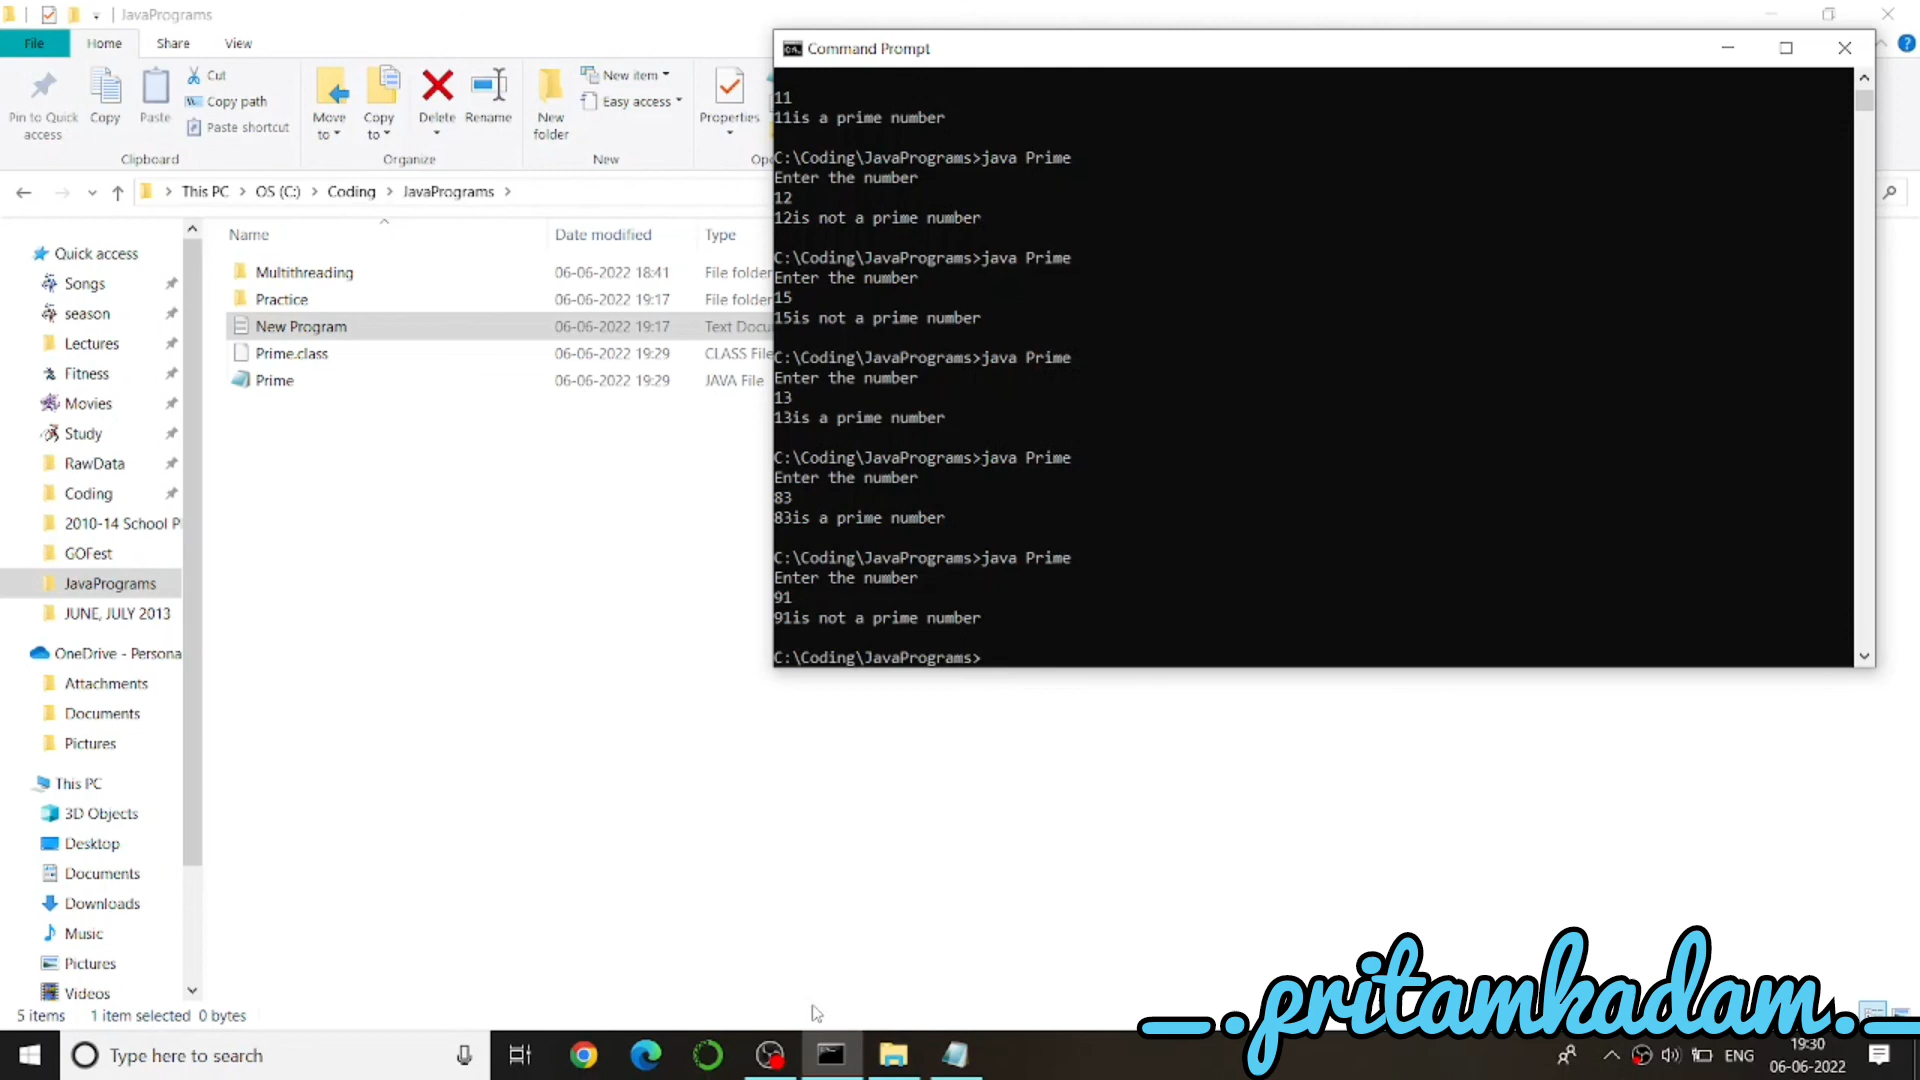 JavaPrograms
File Home Share View
Pin to Quick access
Copy
Paste
Cut
Copy path
Paste shortcut
Clipboard
Move to
Copy to
Delete
Rename
Organize
New folder
New item
Easy access
New
Properties
This PC > OS (C:) > Coding > JavaPrograms >
Name Date modified Type
Multithreading 06-06-2022 18:41 File folder
Practice 06-06-2022 19:17 File folder
New Program 06-06-2022 19:17 Text Docu
Prime.class 06-06-2022 19:29 CLASS File
Prime 06-06-2022 19:29 JAVA File
Quick access
Songs
season
Lectures
Fitness
Movies
Study
RawData
Coding
2010-14 School P
GOFest
JavaPrograms
JUNE, JULY 2013
OneDrive - Persona
Attachments
Documents
Pictures
This PC
3D Objects
Desktop
Documents
Downloads
Music
Pictures
Videos
5 items 1 item selected 0 bytes
Command Prompt
11
11is a prime number
C:\Coding\JavaPrograms>java Prime
Enter the number
12
12is not a prime number
C:\Coding\JavaPrograms>java Prime
Enter the number
15
15is not a prime number
C:\Coding\JavaPrograms>java Prime
Enter the number
13
13is a prime number
C:\Coding\JavaPrograms>java Prime
Enter the number
83
83is a prime number
C:\Coding\JavaPrograms>java Prime
Enter the number
91
91is not a prime number
C:\Coding\JavaPrograms>
_.pritamkadam._
Type here to search
ENG
19:30
06-06-2022